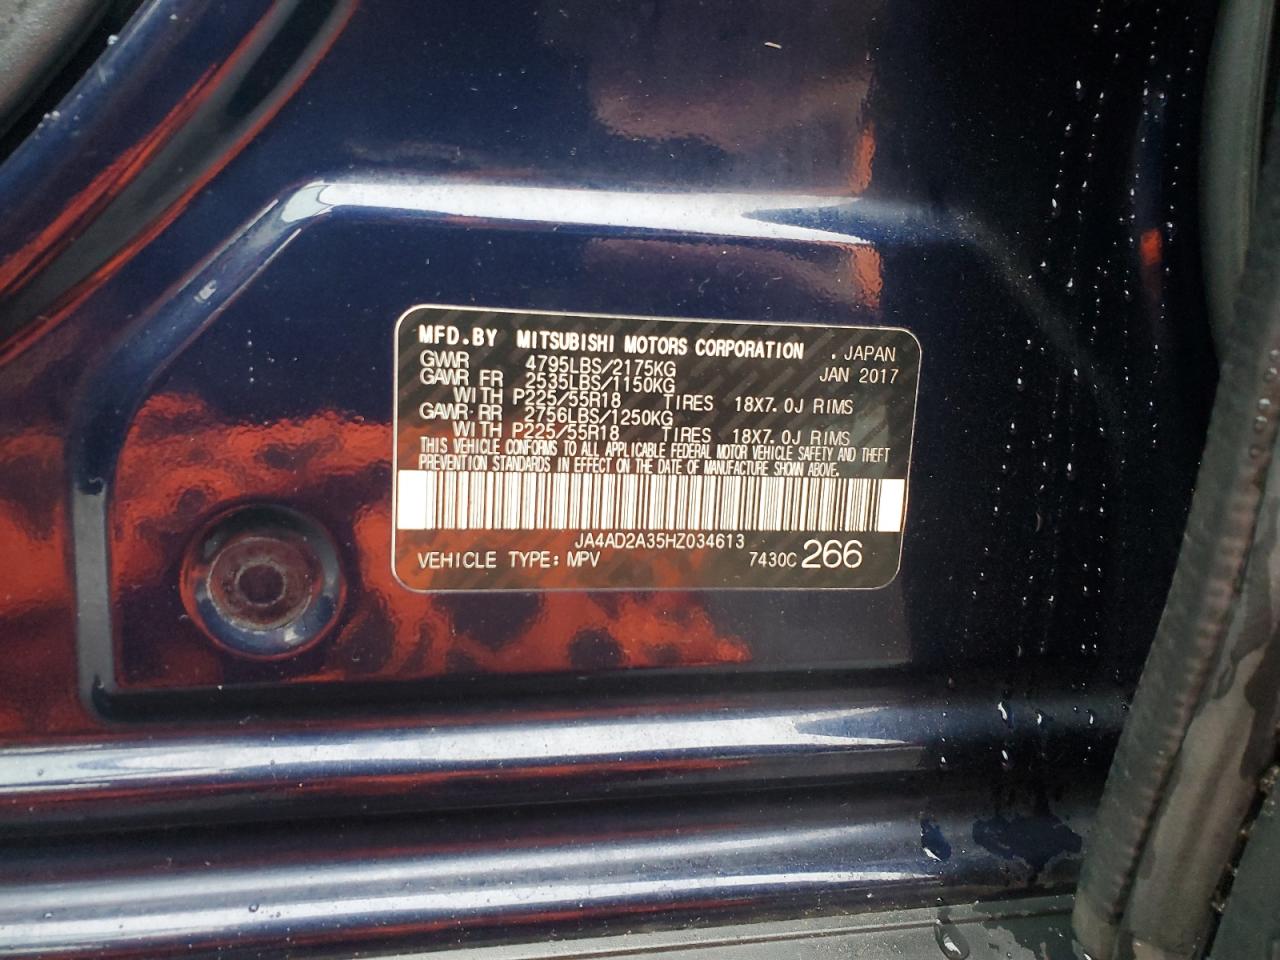 MFD.BY MITSUBISHI MOTORS CORPORATION . JAPAN
GWR 4795LBS/2175KG JAN 2017
GAWR FR 2535LBS/1150KG
WITH P225/55R18 TIRES 18X7.0J RIMS
GAWR RR 2756LBS/1250KG
WITH P225/55R18 TIRES 18X7.0J RIMS
THIS VEHICLE CONFORMS TO ALL APPLICABLE FEDERAL MOTOR VEHICLE SAFETY AND THEFT
PREVENTION STANDARDS IN EFFECT ON THE DATE OF MANUFACTURE SHOWN ABOVE.
JA4AD2A35HZ034613
VEHICLE TYPE: MPV 7430C 266